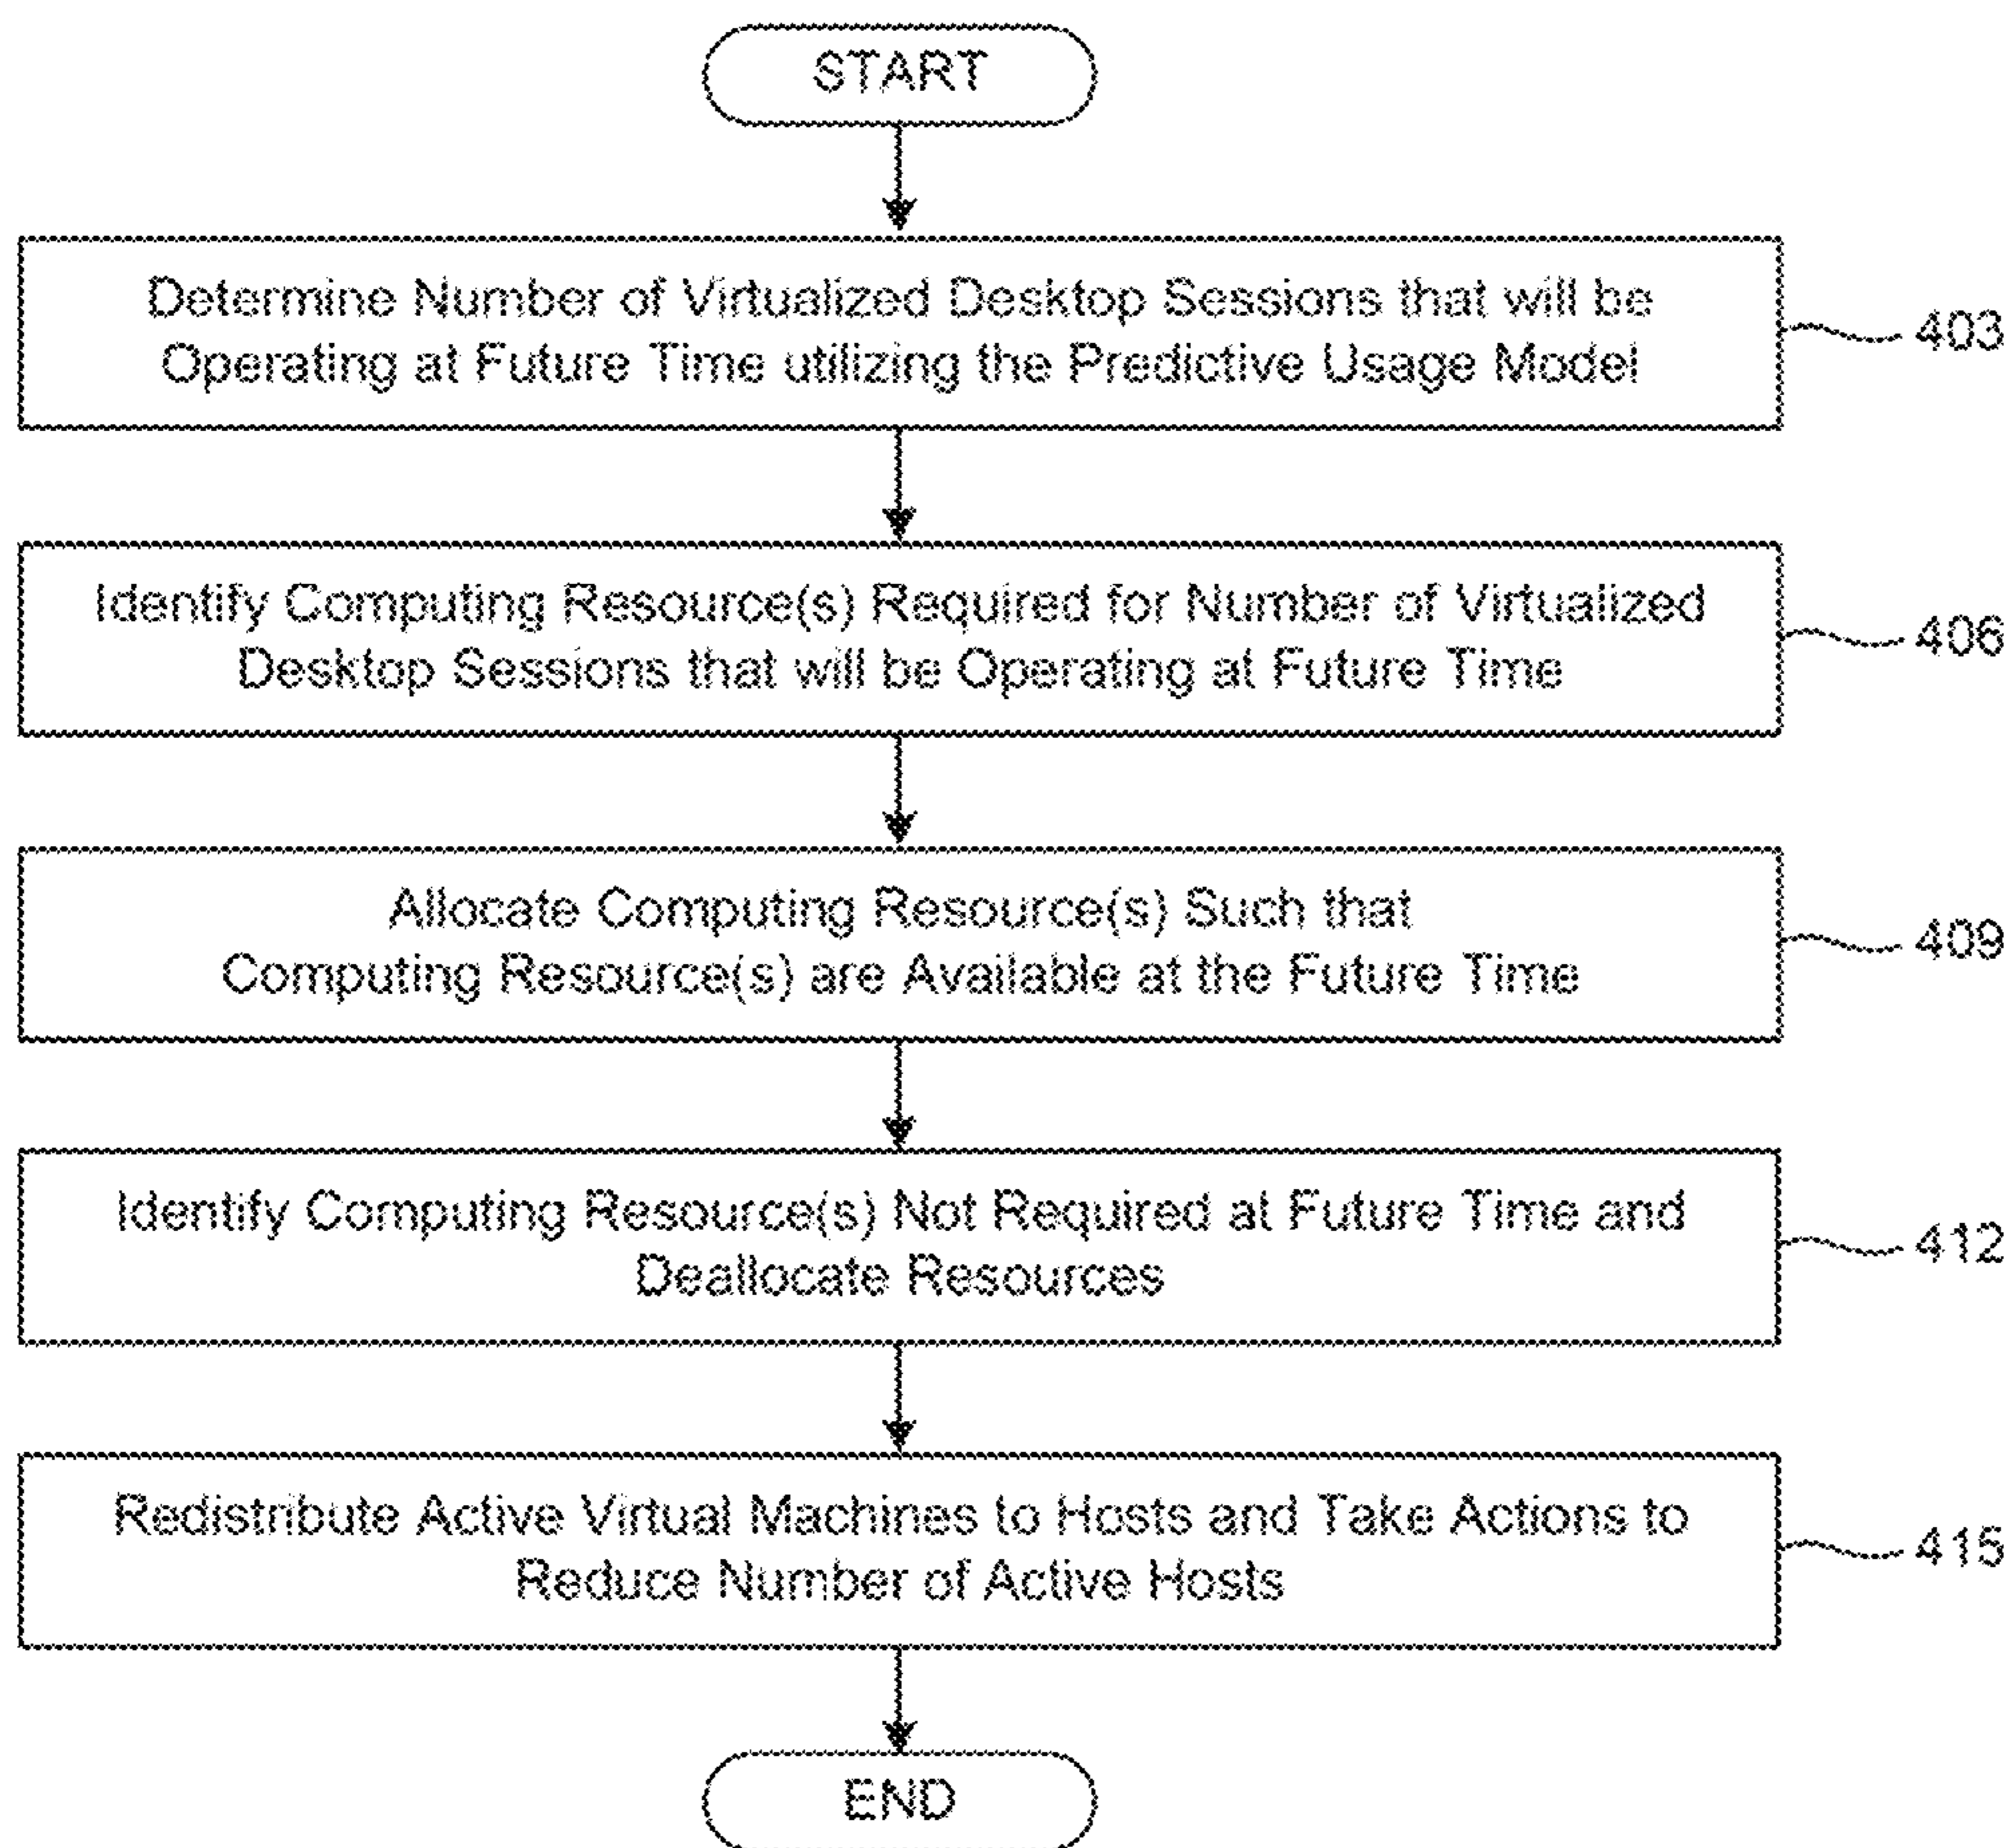 START
Determine Number of Virtualized Desktop Sessions that will be
Operating at Future Time utilizing the Predictive Usage Model
403
Identify Computing Resource(s) Required for Number of Virtualized
Desktop Sessions that will be Operating at Future Time
406
Allocate Computing Resource(s) Such that
Computing Resource(s) are Available at the Future Time
409
Identify Computing Resource(s) Not Required at Future Time and
Deallocate Resources
412
Redistribute Active Virtual Machines to Hosts and Take Actions to
Reduce Number of Active Hosts
415
END